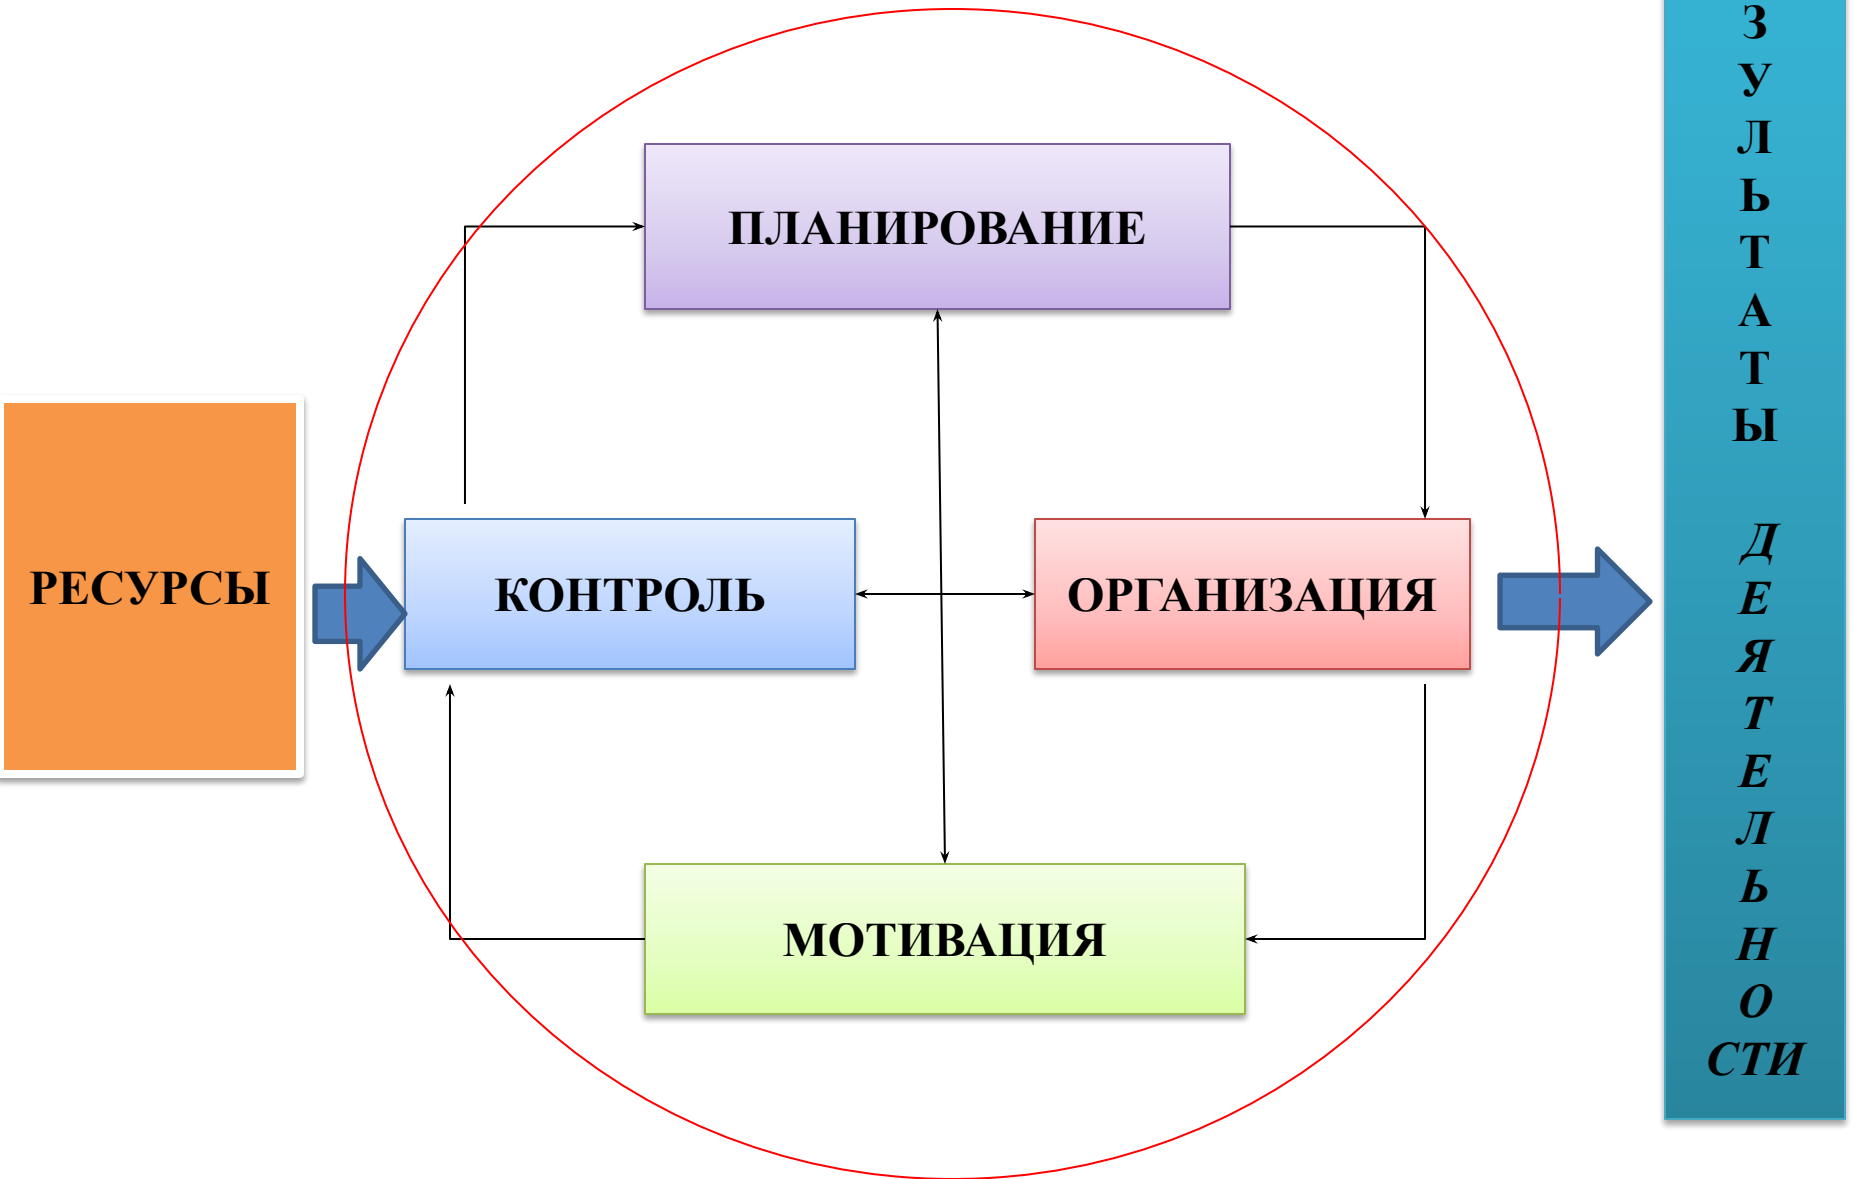 ПЛАНИРОВАНИЕ
РЕСУРСЫ
КОНТРОЛЬ
ОРГАНИЗАЦИЯ
МОТИВАЦИЯ
З
У
Л
Ь
Т
А
Т
Ы
Д
Е
Я
Т
Е
Л
Ь
Н
О
СТИ